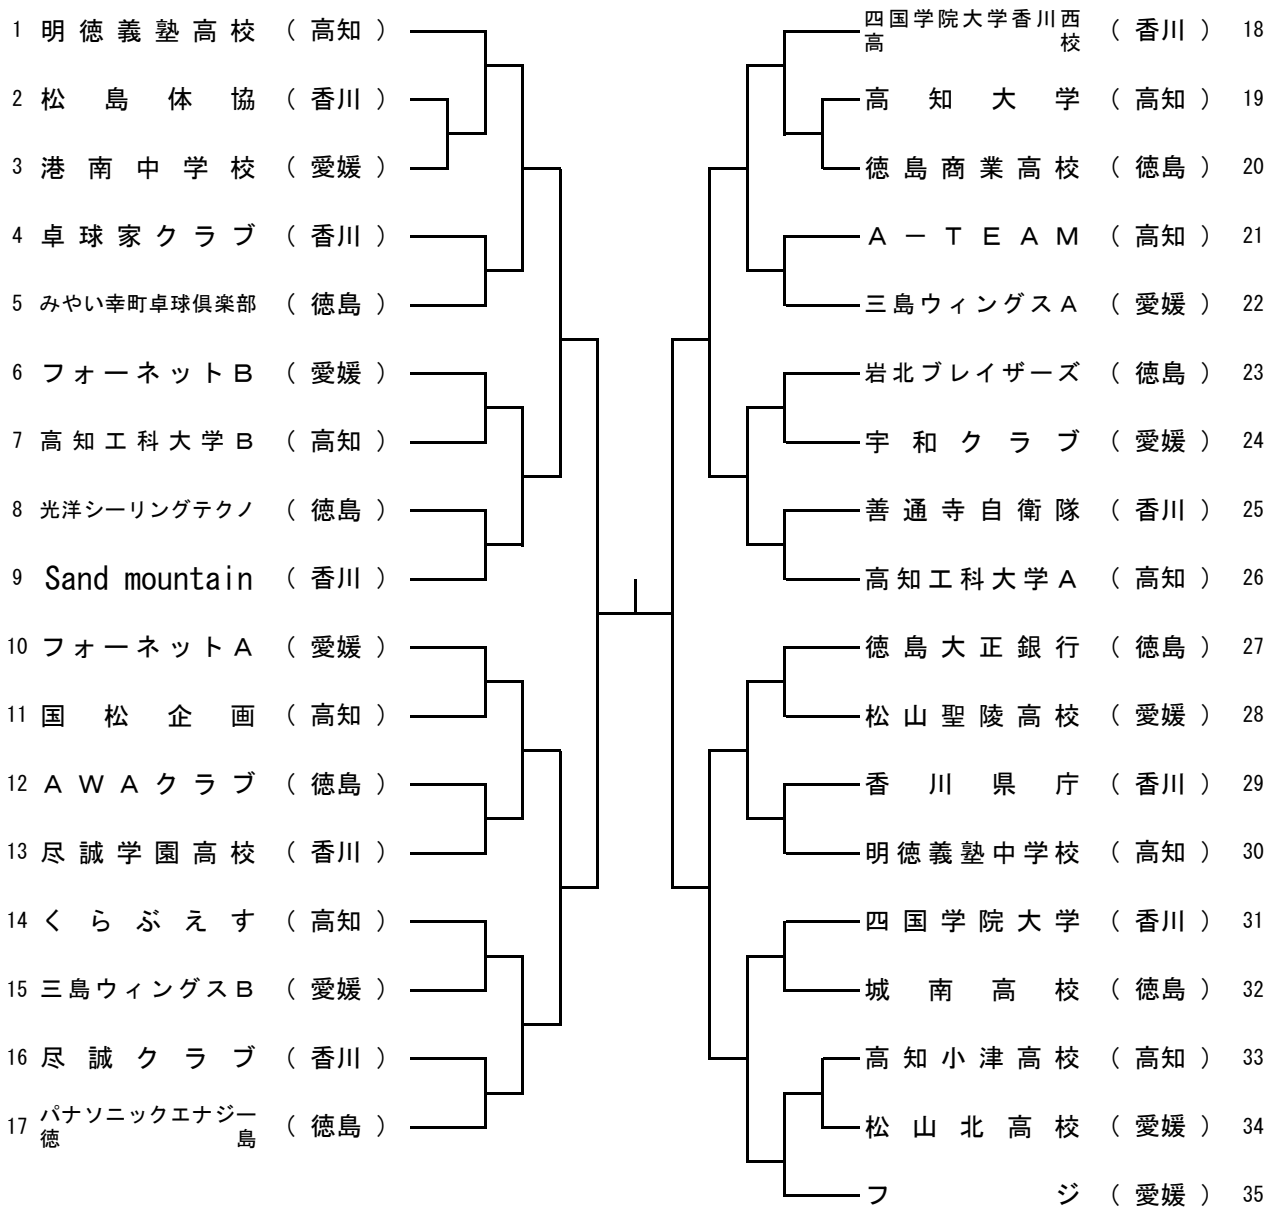 1 明徳義塾高校 （ 高知 ）
2 松島体協 （ 香川 ）
3 港南中学校 （ 愛媛 ）
4 卓球家クラブ （ 香川 ）
5 みやい幸町卓球倶楽部 （ 徳島 ）
6 フォーネットＢ （ 愛媛 ）
7 高知工科大学Ｂ （ 高知 ）
8 光洋シーリングテクノ （ 徳島 ）
9 Sand mountain （ 香川 ）
10 フォーネットＡ （ 愛媛 ）
11 国松企画 （ 高知 ）
12 ＡＷＡクラブ （ 徳島 ）
13 尽誠学園高校 （ 香川 ）
14 くらぶえす （ 高知 ）
15 三島ウィングスＢ （ 愛媛 ）
16 尽誠クラブ （ 香川 ）
17 パナソニックエナジー
徳島 （ 徳島 ）
四国学院大学香川西
高校 （ 香川 ） 18
高知大学 （ 高知 ） 19
徳島商業高校 （ 徳島 ） 20
Ａ－ＴＥＡＭ （ 高知 ） 21
三島ウィングスＡ （ 愛媛 ） 22
岩北ブレイザーズ （ 徳島 ） 23
宇和クラブ （ 愛媛 ） 24
善通寺自衛隊 （ 香川 ） 25
高知工科大学Ａ （ 高知 ） 26
徳島大正銀行 （ 徳島 ） 27
松山聖陵高校 （ 愛媛 ） 28
香川県庁 （ 香川 ） 29
明徳義塾中学校 （ 高知 ） 30
四国学院大学 （ 香川 ） 31
城南高校 （ 徳島 ） 32
高知小津高校 （ 高知 ） 33
松山北高校 （ 愛媛 ） 34
フジ （ 愛媛 ） 35